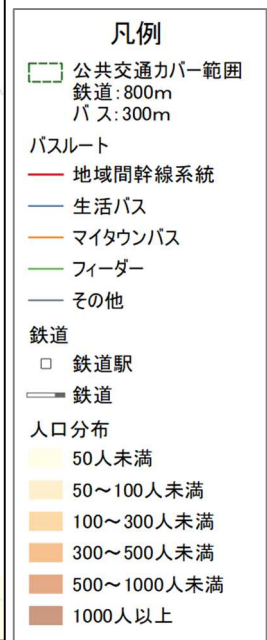 凡例
公共交通カバー範囲
鉄道:800m
バス:300m
バスルート
地域間幹線系統
生活バス
マイタウンバス
フィーダー
その他
鉄道
鉄道駅
鉄道
人口分布
50人未満
50～100人未満
100～300人未満
300～500人未満
500～1000人未満
1000人以上